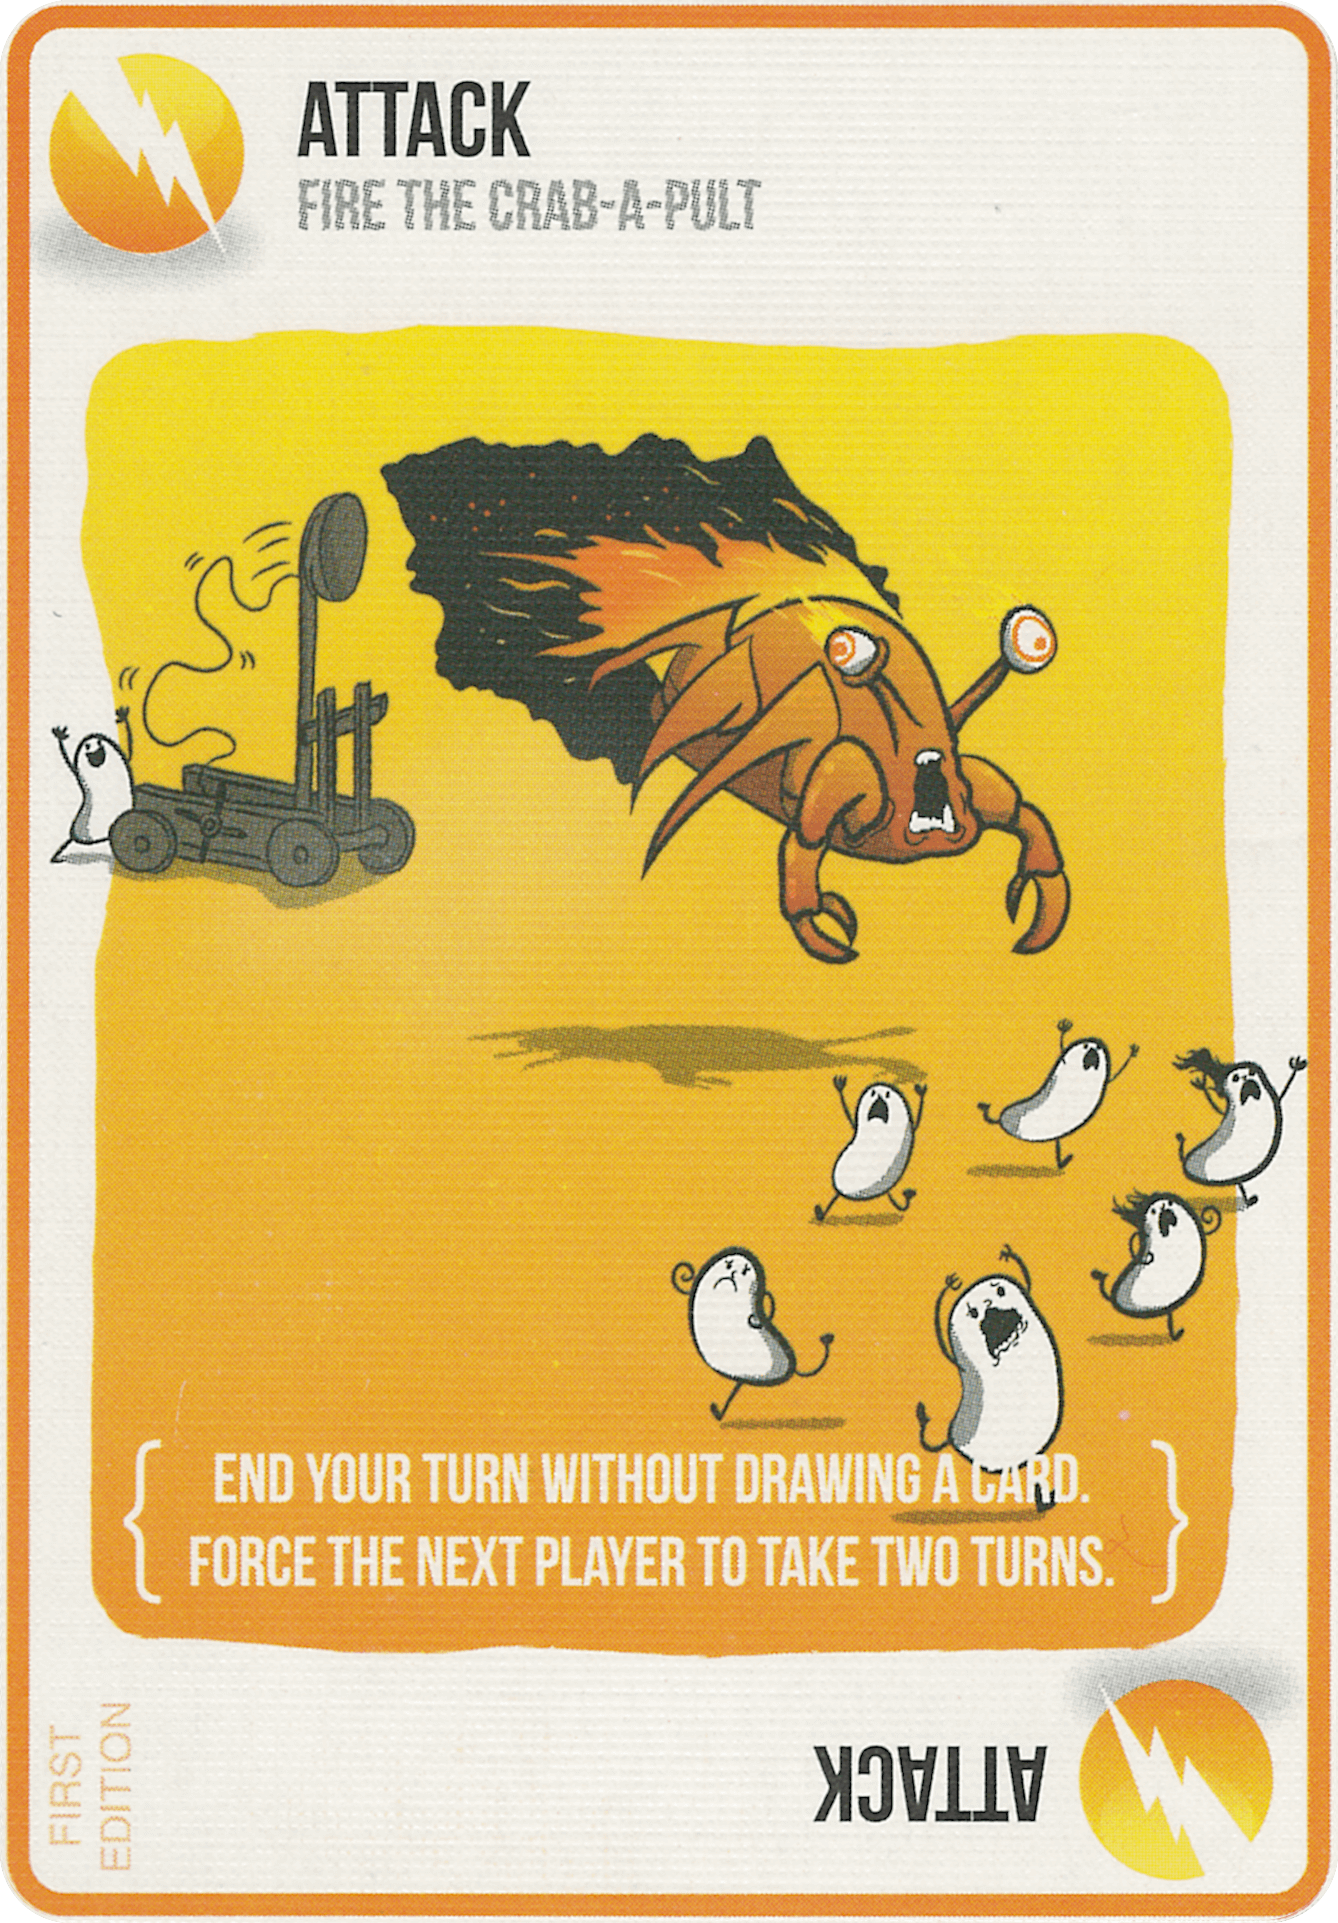 ATTACK
FIRE THE CRAB-A-PULT
END YOUR TURN WITHOUT DRAWING A CARD.
FORCE THE NEXT PLAYER TO TAKE TWO TURNS.
FIRST
EDITION
ATTACK